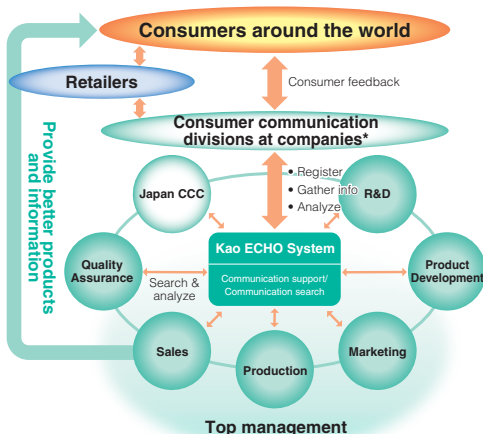 Consumers around the world
Retailers
Consumer feedback
Consumer communication
divisions at companies*
• Register
• Gather info
• Analyze
Provide better products
and information
Japan CCC
R&D
Kao ECHO System
Communication support/
Communication search
Quality
Assurance
Search &
analyze
Product
Development
Sales
Production
Marketing
Top management